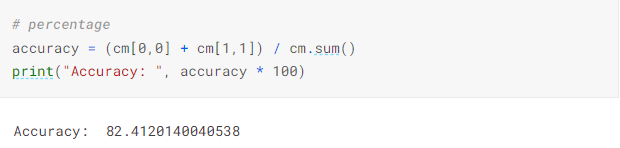 # percentage
accuracy = (cm[0,0] + cm[1,1]) / cm.sum()
print("Accuracy: ", accuracy * 100)
Accuracy:  82.4120140040538